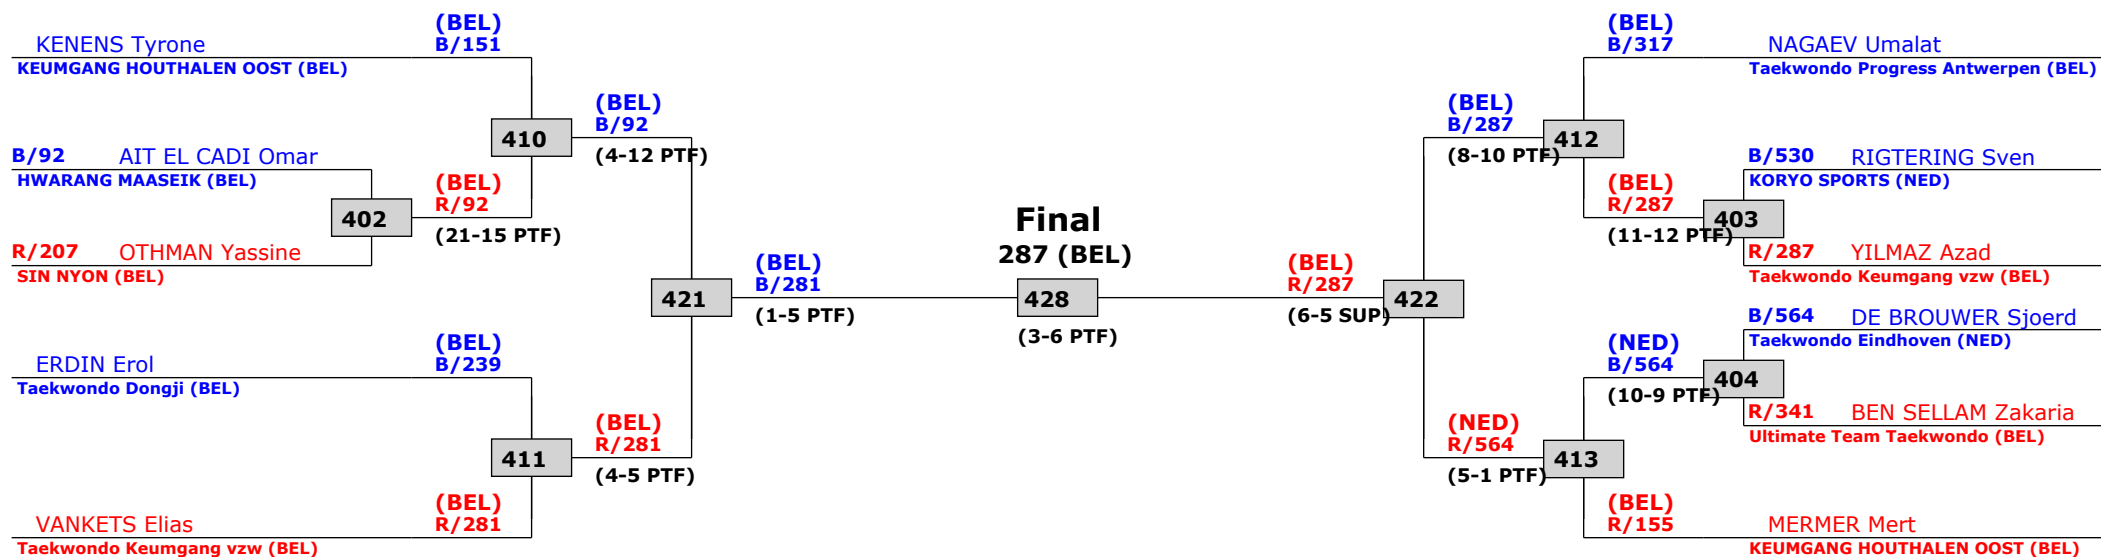 (BEL)
B/151
KENENS Tyrone
KEUMGANG HOUTHALEN OOST (BEL)
(BEL)
B/92
410
(4-12 PTF)
B/92 AIT EL CADI Omar
HWARANG MAASEIK (BEL)
(BEL)
R/92
402
(21-15 PTF)
R/207 OTHMAN Yassine
SIN NYON (BEL)
(BEL)
B/281
421
(1-5 PTF)
(BEL)
B/239
ERDIN Erol
Taekwondo Dongji (BEL)
(BEL)
R/281
411
(4-5 PTF)
(BEL)
R/281
VANKETS Elias
Taekwondo Keumgang vzw (BEL)
Final
287 (BEL)
428
(3-6 PTF)
(BEL)
R/287
422
(6-5 SUP)
(BEL)
B/317
NAGAEV Umalat
Taekwondo Progress Antwerpen (BEL)
(BEL)
B/287
412
(8-10 PTF)
B/530 RIGTERING Sven
KORYO SPORTS (NED)
(BEL)
R/287
403
(11-12 PTF)
R/287 YILMAZ Azad
Taekwondo Keumgang vzw (BEL)
B/564 DE BROUWER Sjoerd
Taekwondo Eindhoven (NED)
(NED)
B/564
404
(10-9 PTF)
R/341 BEN SELLAM Zakaria
Ultimate Team Taekwondo (BEL)
(NED)
R/564
413
(5-1 PTF)
(BEL)
R/155
MERMER Mert
KEUMGANG HOUTHALEN OOST (BEL)